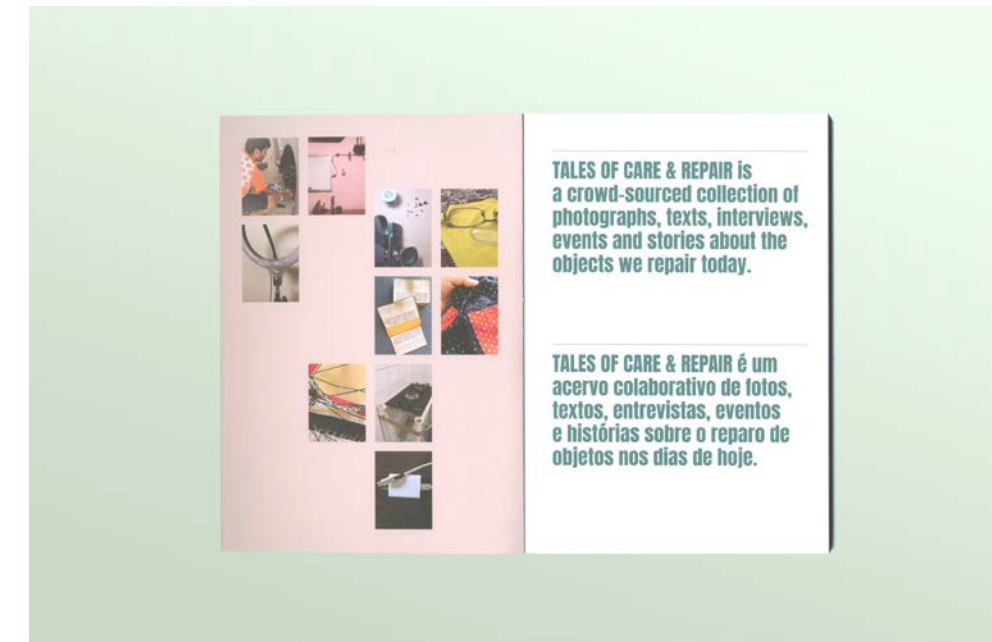 TALES OF CARE & REPAIR is
a crowd-sourced collection of
photographs, texts, interviews,
events and stories about the
objects we repair today.
TALES OF CARE & REPAIR é um
acervo colaborativo de fotos,
textos, entrevistas, eventos
e histórias sobre o reparo de
objetos nos dias de hoje.